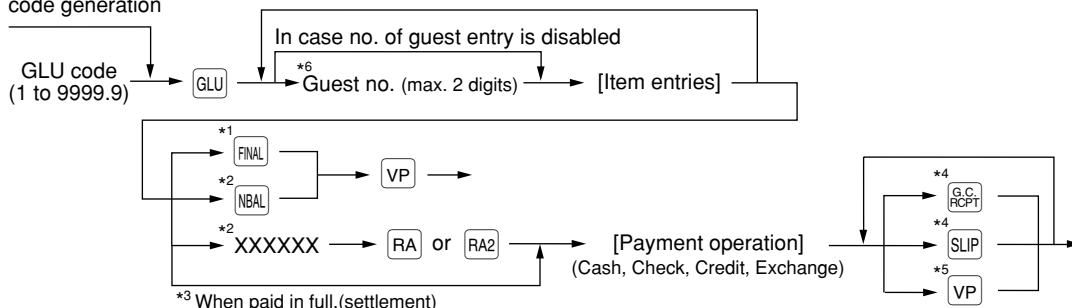 code generation
In case no. of guest entry is disabled
GLU code
(1 to 9999.9)
GLU
*6
Guest no. (max. 2 digits)
[Item entries]
*1
FINAL
VP
*2
NBAL
*2
XXXXXX
RA or RA2
[Payment operation]
(Cash, Check, Credit, Exchange)
*3 When paid in full.(settlement)
*4
G.C.
RCPT
*4
SLIP
*5
VP